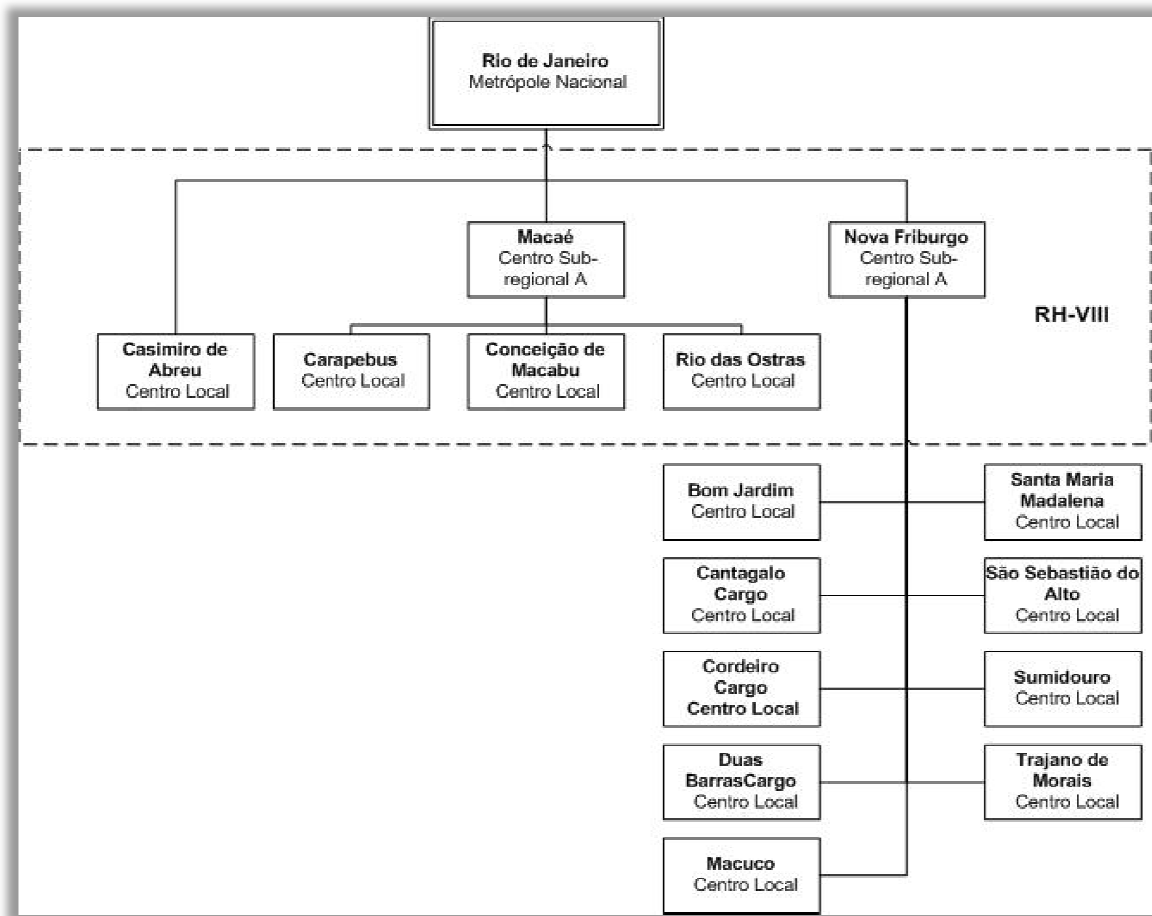 Rio de Janeiro
Metrópole Nacional
Macaé
Centro Sub-
regional A
Nova Friburgo
Centro Sub-
regional A
RH-VIII
Casimiro de
Abreu
Centro Local
Carapebus
Centro Local
Conceição de
Macabu
Centro Local
Rio das Ostras
Centro Local
Bom Jardim
Centro Local
Santa Maria
Madalena
Centro Local
Cantagalo
Cargo
Centro Local
São Sebastião do
Alto
Centro Local
Cordeiro
Cargo
Centro Local
Sumidouro
Centro Local
Duas
BarrasCargo
Centro Local
Trajano de
Morais
Centro Local
Macuco
Centro Local